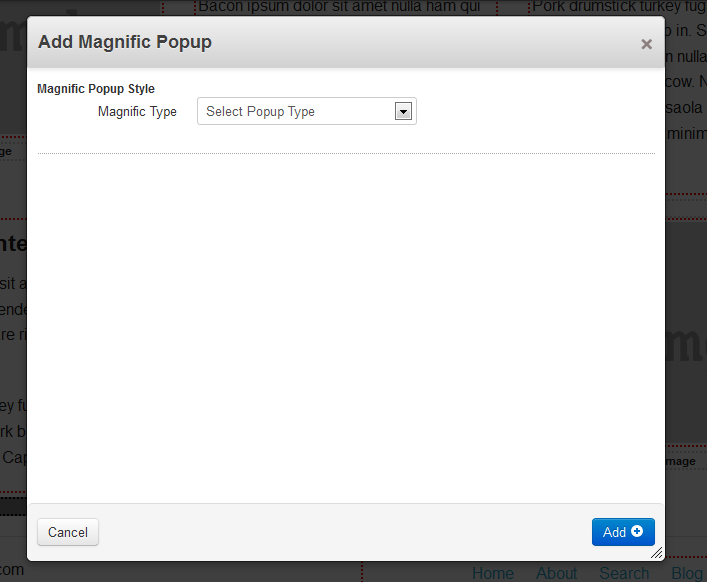 Bacon ipsum dolor sit amet nulla ham qui
Pork drumstick turkey fug
Add Magnific Popup
×
Magnific Popup Style
Magnific Type
Select Popup Type
Cancel
Add
o in. S
n nulla
cow. N
saola
minim
ge
nte
sit a
ende
re ri
ey fu
rk b
Cap
mage
com
Home About Search Blog